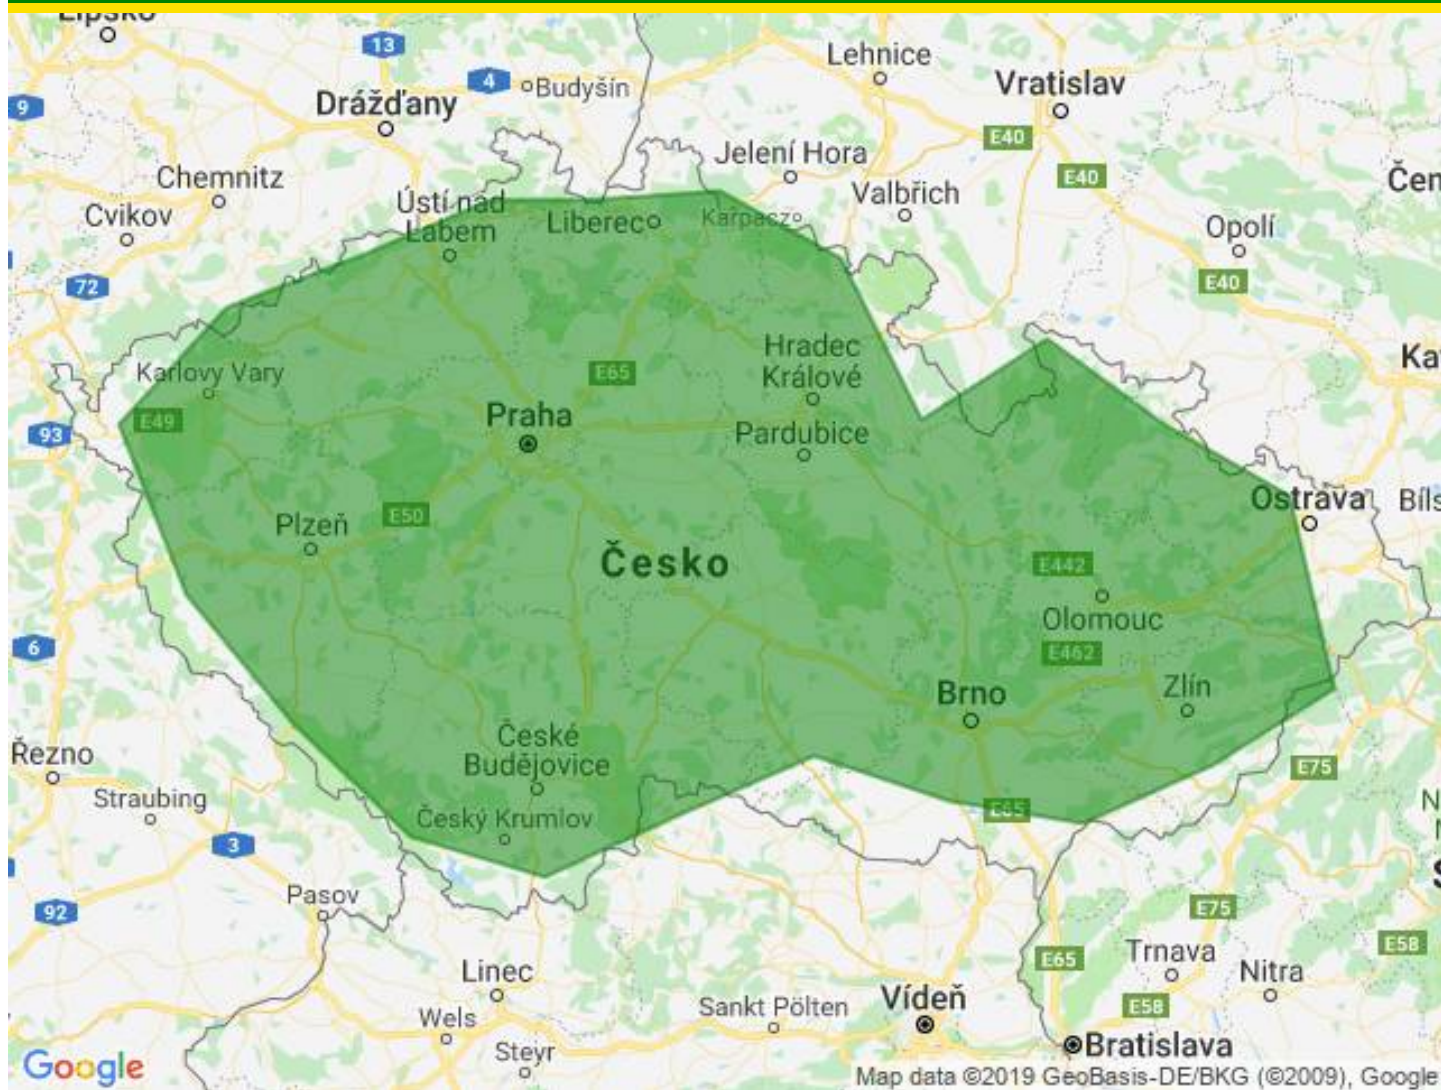 Lipsko
13
Lehnice
4
Budyšín
Vratislav
9
Drážďany
E40
Jelení Hora
Chemnitz
E40
Valbřich
Cvikov
Ústí nad
Labem
Liberec
Karpacz
Opolí
72
E40
Hradec
Králové
Karlovy Vary
E65
E49
Praha
93
Pardubice
Ostrava
E50
Plzeň
Česko
E442
Olomouc
6
E462
Brno
Zlín
České
Budějovice
Řezno
E75
Straubing
Český Krumlov
E65
3
Pasov
92
E75
E58
Trnava
E65
Linec
Nitra
Vídeň
Sankt Pölten
E58
Wels
Bratislava
Steyr
Google
Map data ©2019 GeoBasis-DE/BKG (©2009), Google